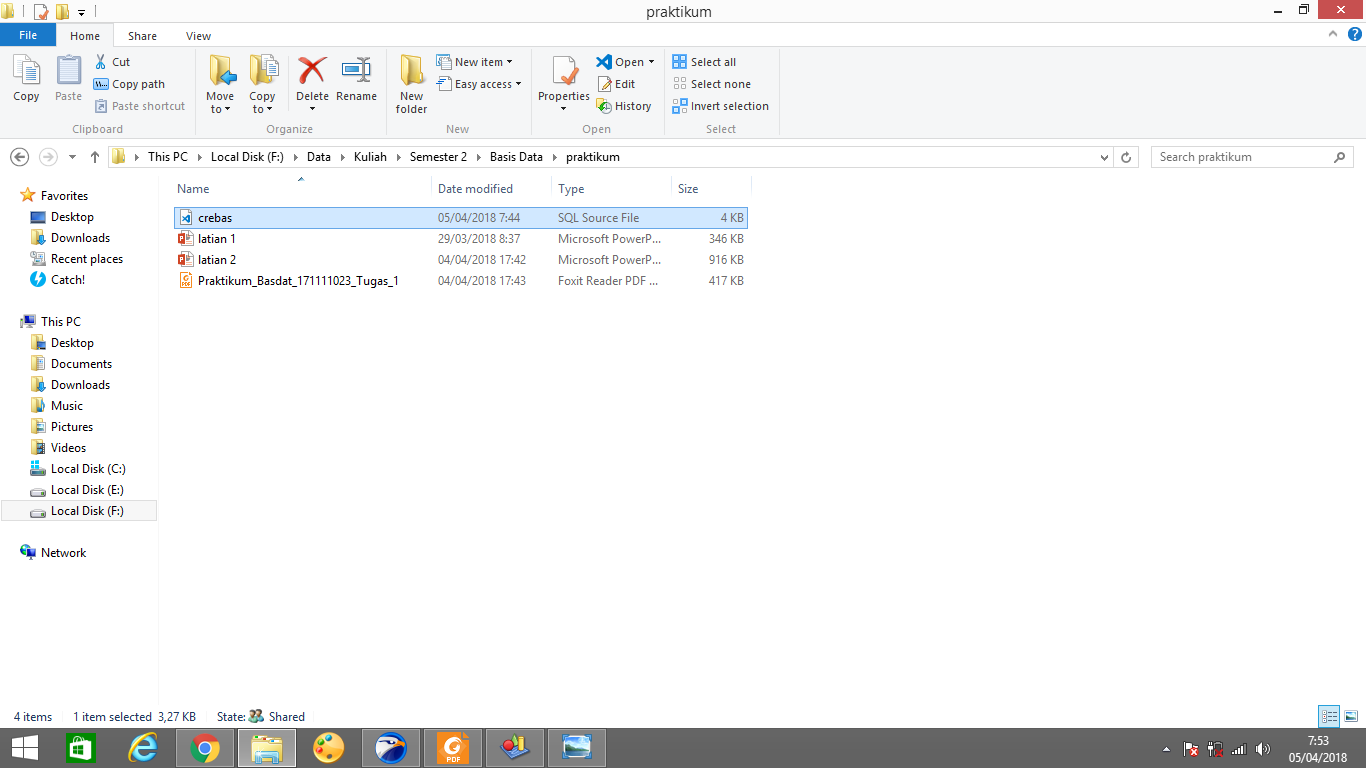 praktikum
File Home Share View
Copy
Paste
Cut
Copy path
Paste shortcut
Clipboard
Move to
Copy to
Delete
Rename
Organize
New folder
New item
Easy access
New
Properties
Open
Edit
History
Open
Select all
Select none
Invert selection
Select
This PC Local Disk (F:) Data Kuliah Semester 2 Basis Data praktikum
Search praktikum
Favorites
Desktop
Downloads
Recent places
Catch!
This PC
Desktop
Documents
Downloads
Music
Pictures
Videos
Local Disk (C:)
Local Disk (E:)
Local Disk (F:)
Network
Name Date modified Type Size
crebas 05/04/2018 7:44 SQL Source File 4 KB
latian 1 29/03/2018 8:37 Microsoft PowerP... 346 KB
latian 2 04/04/2018 17:42 Microsoft PowerP... 916 KB
Praktikum_Basdat_171111023_Tugas_1 04/04/2018 17:43 Foxit Reader PDF ... 417 KB
4 items 1 item selected 3,27 KB State: Shared
PDF
7:53
05/04/2018